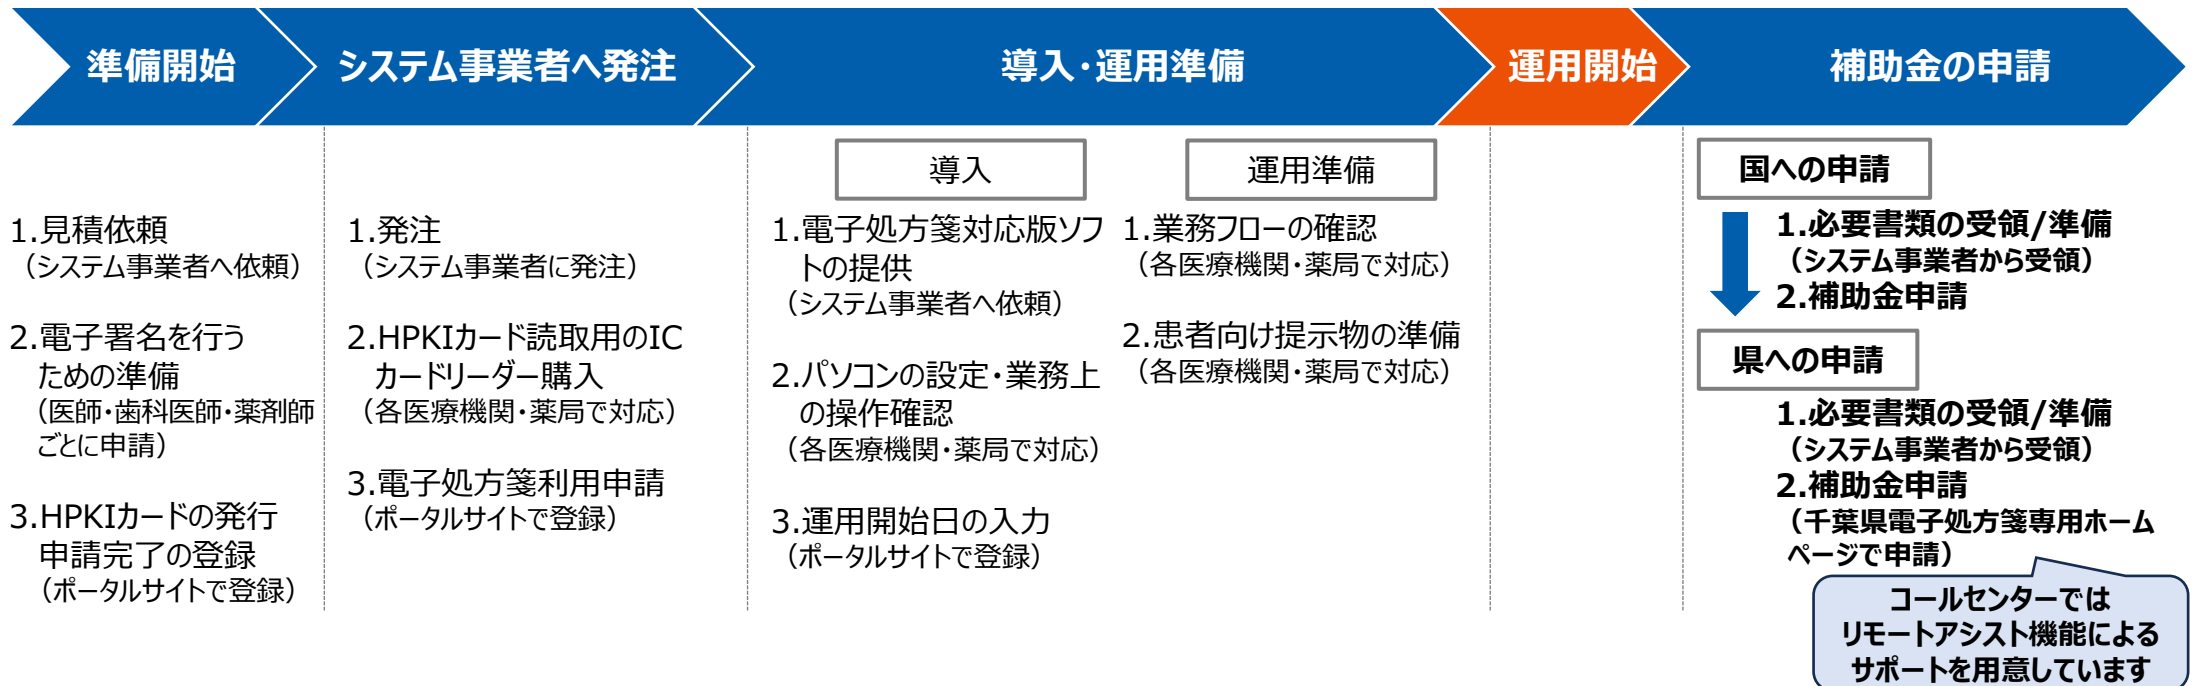 準備開始
システム事業者へ発注
導入・運用準備
運用開始
補助金の申請
1.見積依頼
（システム事業者へ依頼）
2.電子署名を行う
ための準備
（医師・歯科医師・薬剤師
ごとに申請）
3.HPKIカードの発行
申請完了の登録
（ポータルサイトで登録）
1.発注
（システム事業者に発注）
2.HPKIカード読取用のIC
カードリーダー購入
（各医療機関・薬局で対応）
3.電子処方箋利用申請
（ポータルサイトで登録）
導入
1.電子処方箋対応版ソフ
トの提供
（システム事業者へ依頼）
2.パソコンの設定・業務上
の操作確認
（各医療機関・薬局で対応）
3.運用開始日の入力
（ポータルサイトで登録）
運用準備
1.業務フローの確認
（各医療機関・薬局で対応）
2.患者向け提示物の準備
（各医療機関・薬局で対応）
国への申請
1.必要書類の受領/準備
（システム事業者から受領）
2.補助金申請
県への申請
1.必要書類の受領/準備
（システム事業者から受領）
2.補助金申請
（千葉県電子処方箋専用ホーム
ページで申請）
コールセンターでは
リモートアシスト機能による
サポートを用意しています